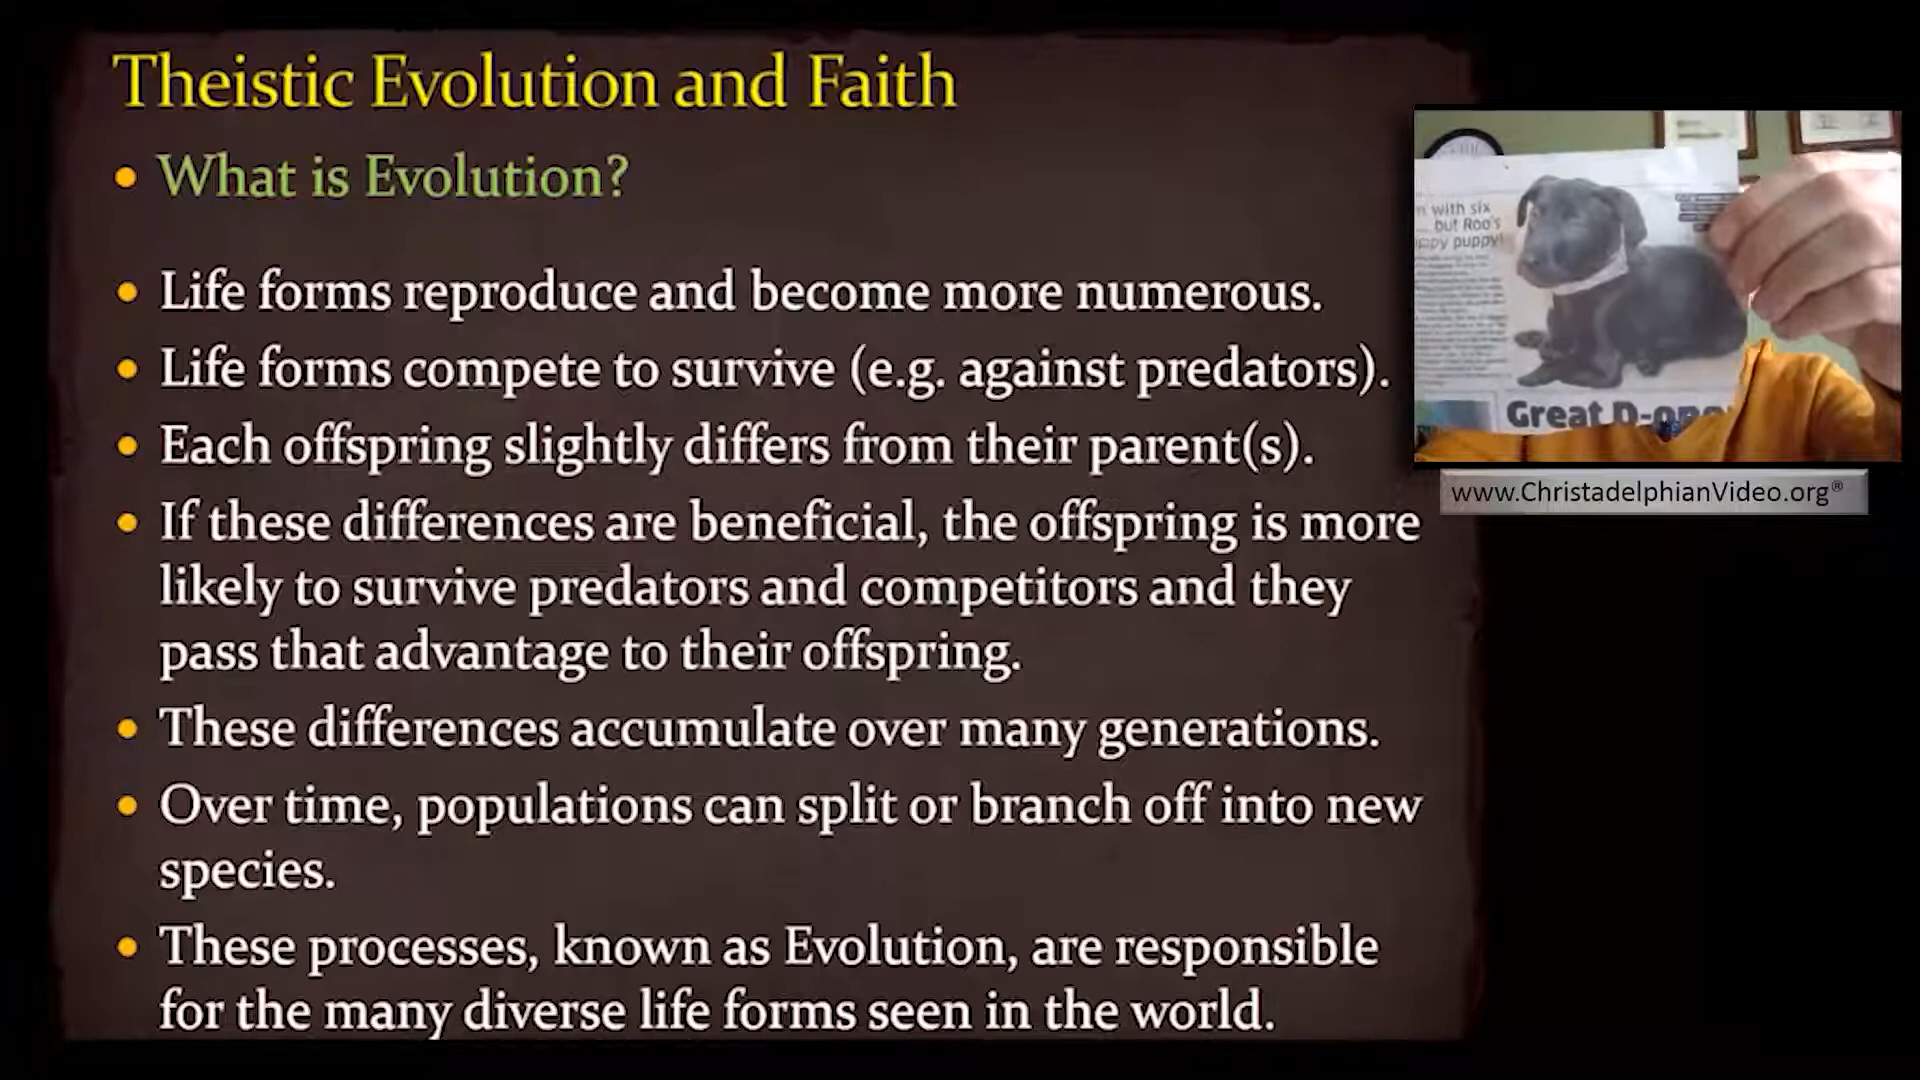 Theistic Evolution and Faith
• What is Evolution?
• Life forms reproduce and become more numerous.
• Life forms compete to survive (e.g. against predators).
• Each offspring slightly differs from their parent(s).
• If these differences are beneficial, the offspring is more
likely to survive predators and competitors and they
pass that advantage to their offspring.
• These differences accumulate over many generations.
• Over time, populations can split or branch off into new
species.
• These processes, known as Evolution, are responsible
for the many diverse life forms seen in the world.
with six
but Roo's
puppy!
Great
www.ChristadelphianVideo.org®